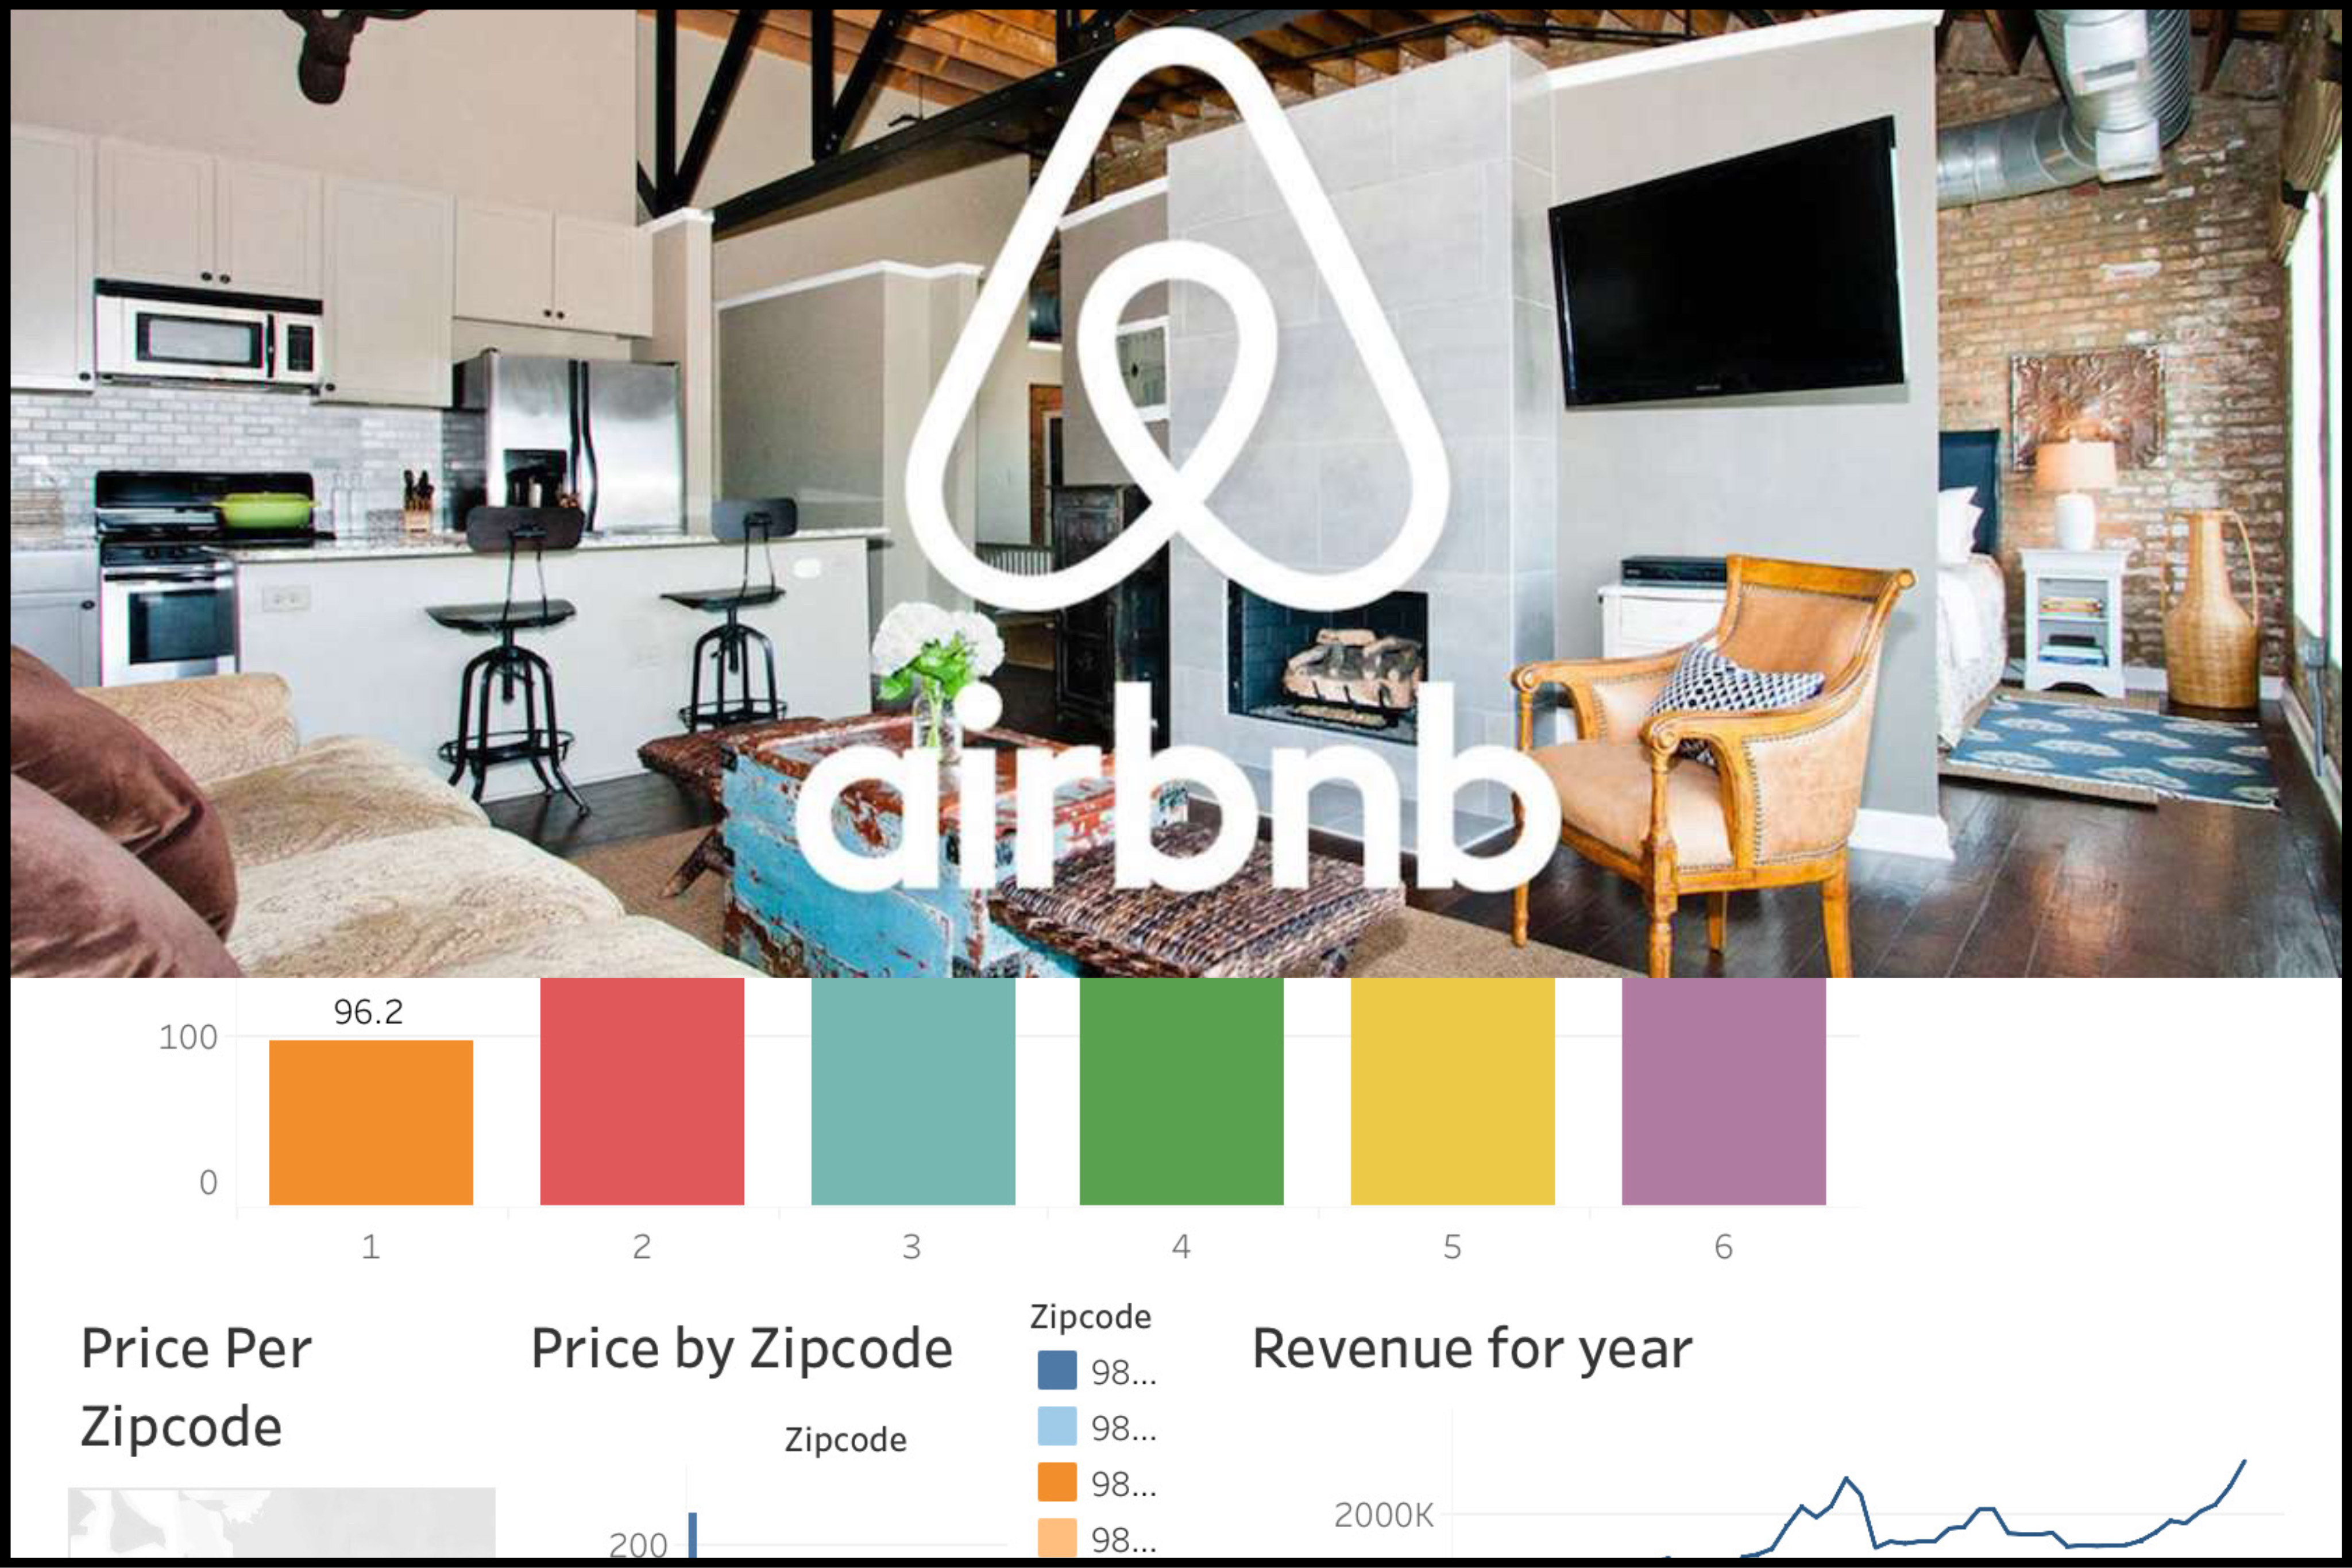 airbnb
96.2
100
0
1 2 3 4 5 6
Price Per
Zipcode
Price by Zipcode
Zipcode
200
Zipcode
98...
98...
98...
98...
Revenue for year
2000K